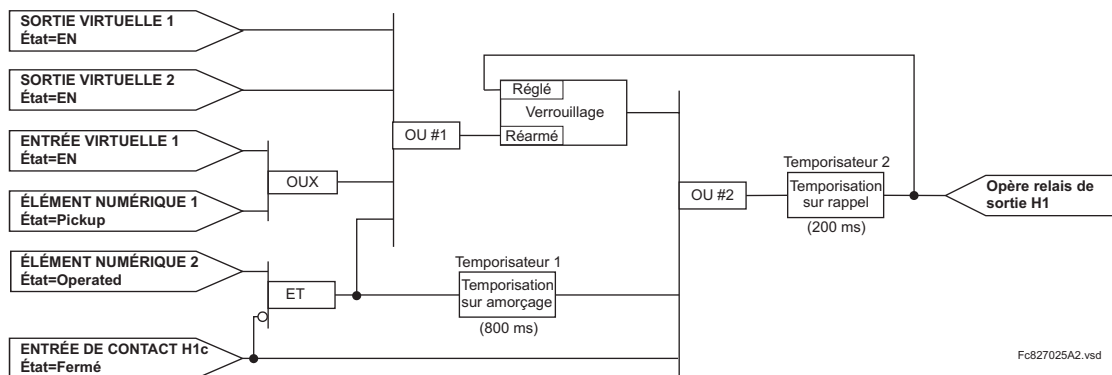 SORTIE VIRTUELLE 1
État=EN
SORTIE VIRTUELLE 2
État=EN
ENTRÉE VIRTUELLE 1
État=EN
ÉLÉMENT NUMÉRIQUE 1
État=Pickup
ÉLÉMENT NUMÉRIQUE 2
État=Operated
ENTRÉE DE CONTACT H1c
État=Fermé
OUX
ET
OU #1
Réglé
Verrouillage
Réarmé
Temporisateur 1
Temporisation
sur amorçage
(800 ms)
OU #2
Temporisateur 2
Temporisation
sur rappel
(200 ms)
Opère relais de
sortie H1
Fc827025A2.vsd